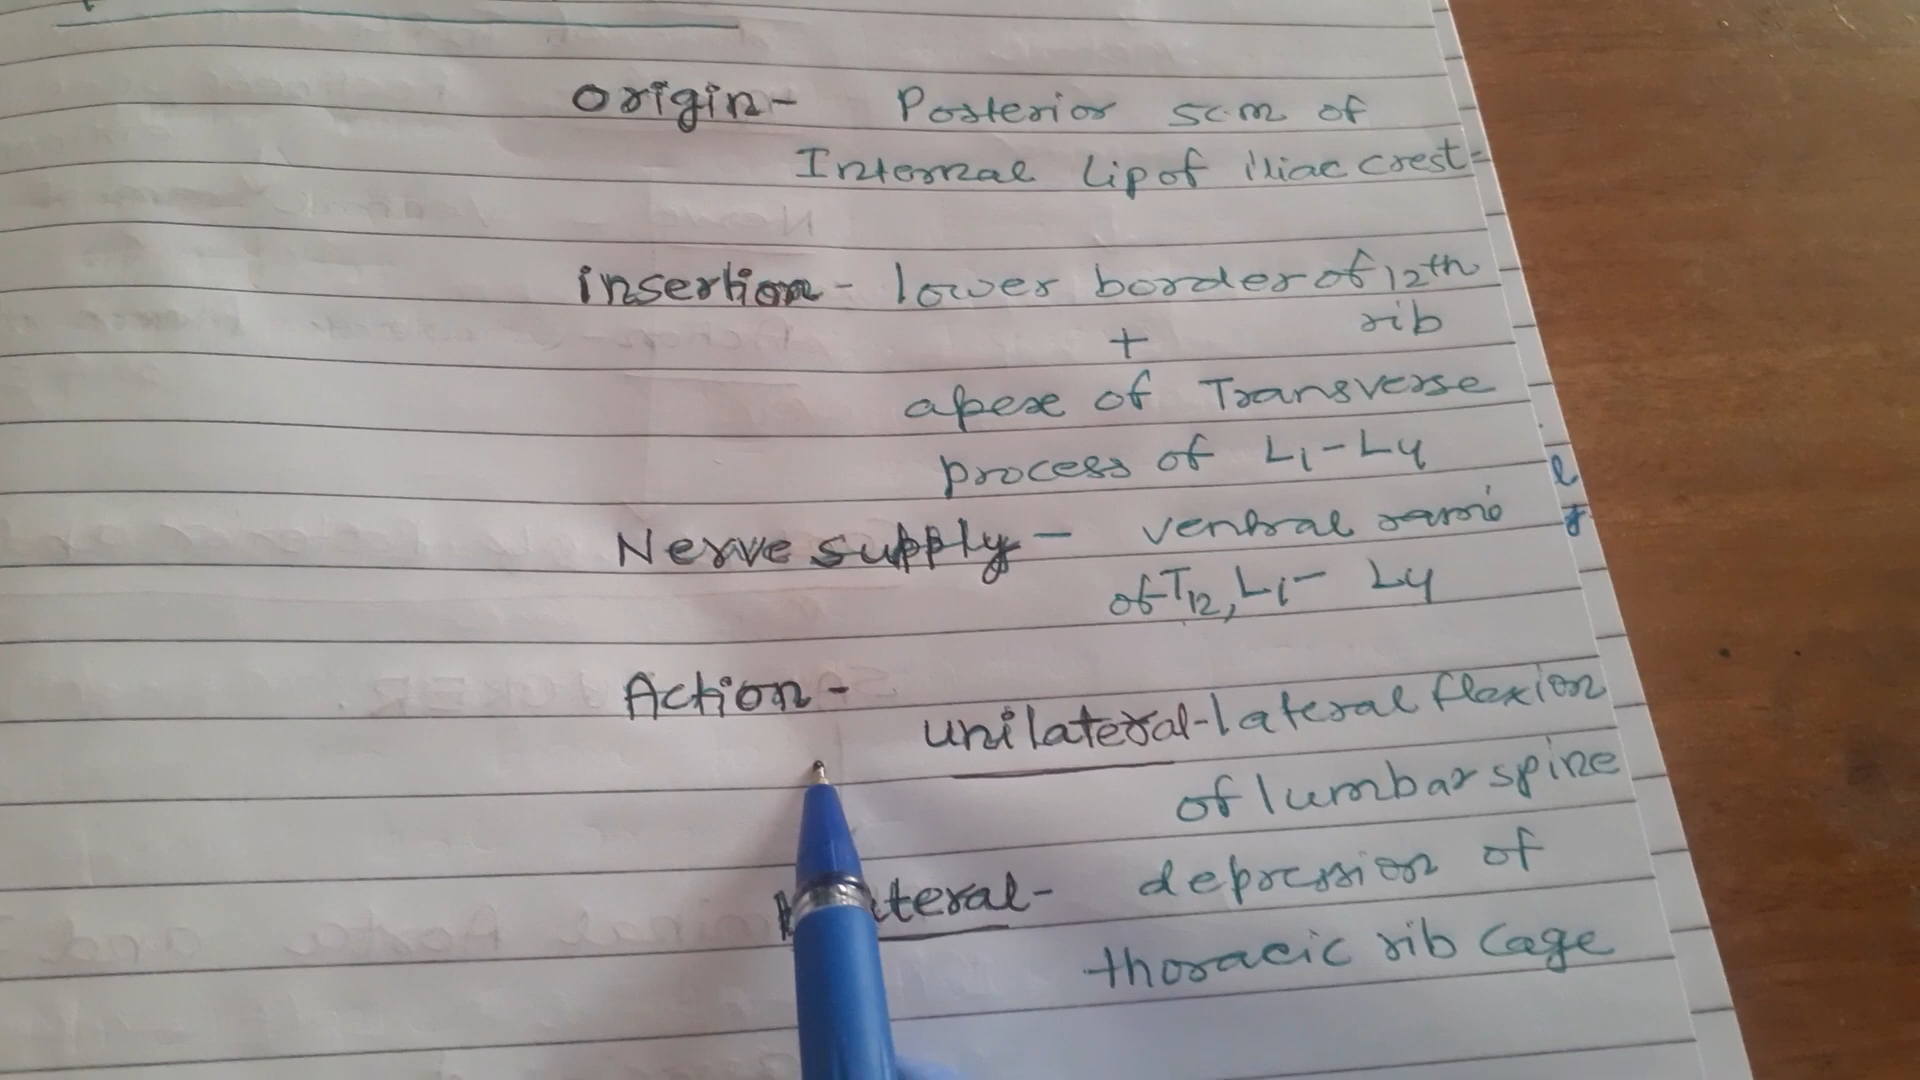 Origin- Posterior 5cm of
Internal Lip of iliac crest
insertion- lower border of 12th
rib
+
apex of Transverse
process of L1-L4
Nerve supply- ventral rami
of T12, L1- L4
Action-
unilateral-lateral flexion
of lumbar spine
teral- depression of
thoracic rib cage